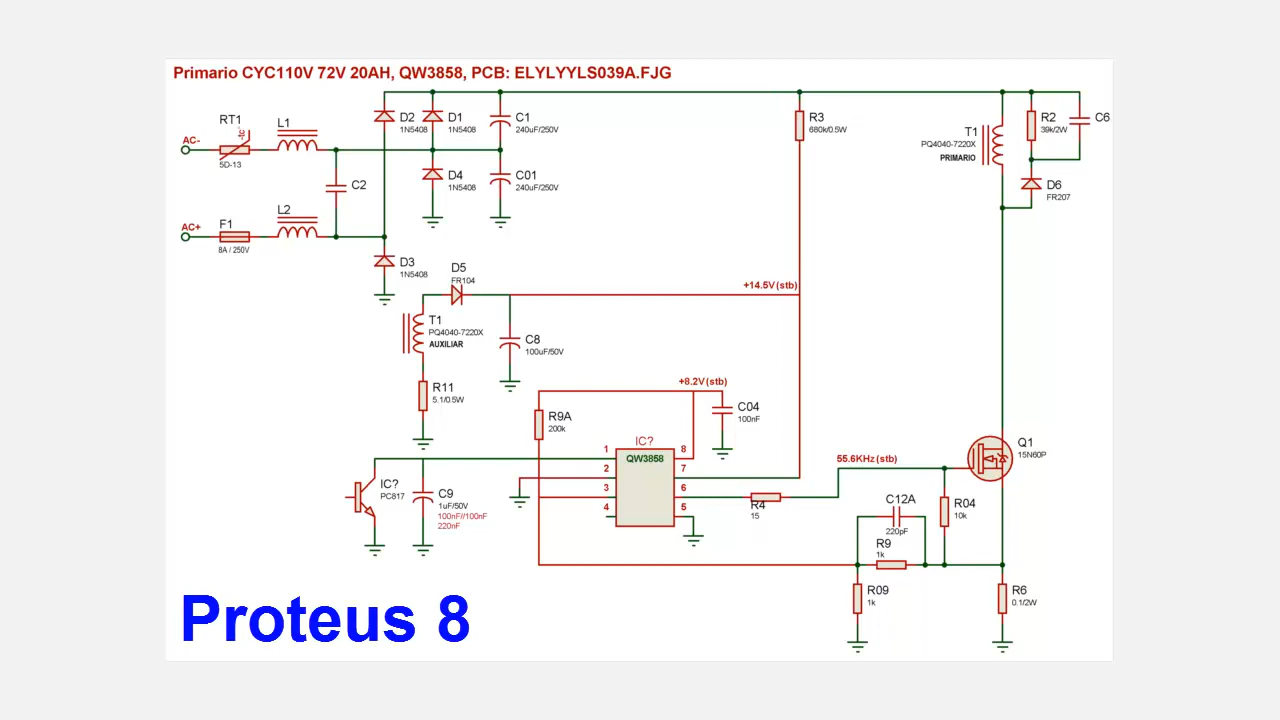 Primario CYC110V 72V 20AH, QW3858, PCB: ELYLYYLS039A.FJG
RT1
-tc°
5D-13
AC-
L1
D2
1N5408
D1
1N5408
C1
240uF/250V
R3
680k/0.5W
T1
PQ4040-7220X
PRIMARIO
R2
39k/2W
C6
C2
D4
1N5408
C01
240uF/250V
D6
FR207
AC+
F1
8A / 250V
L2
D3
1N5408
D5
FR104
+14.5V(stb)
T1
PQ4040-7220X
AUXILIAR
C8
100uF/50V
R11
5.1/0.5W
+8.2V(stb)
R9A
200k
C04
100nF
IC?
QW3858
1
2
3
4
8
7
6
5
55.6KHz(stb)
Q1
15N60P
IC?
PC817
C9
1uF/50V
100nF//100nF
220nF
R4
15
C12A
220pF
R04
10k
R9
1k
R09
1k
R6
0.1/2W
Proteus 8